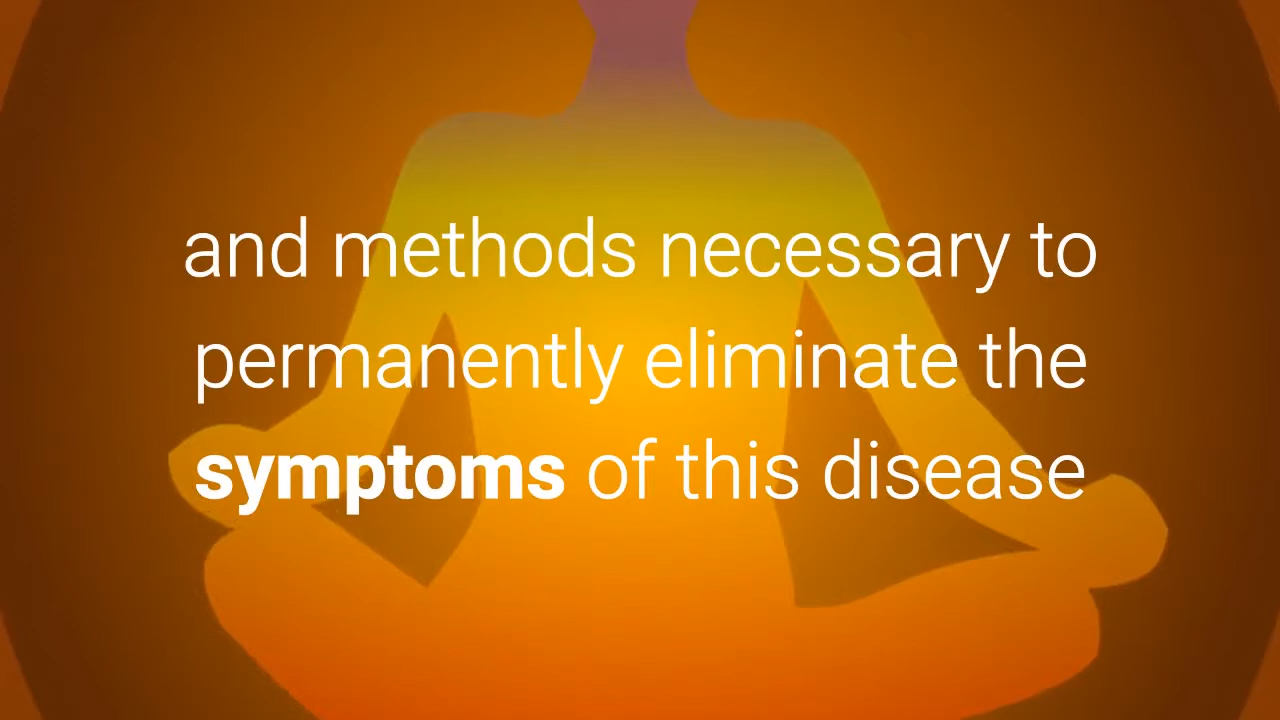 and methods necessary to
permanently eliminate the
symptoms of this disease